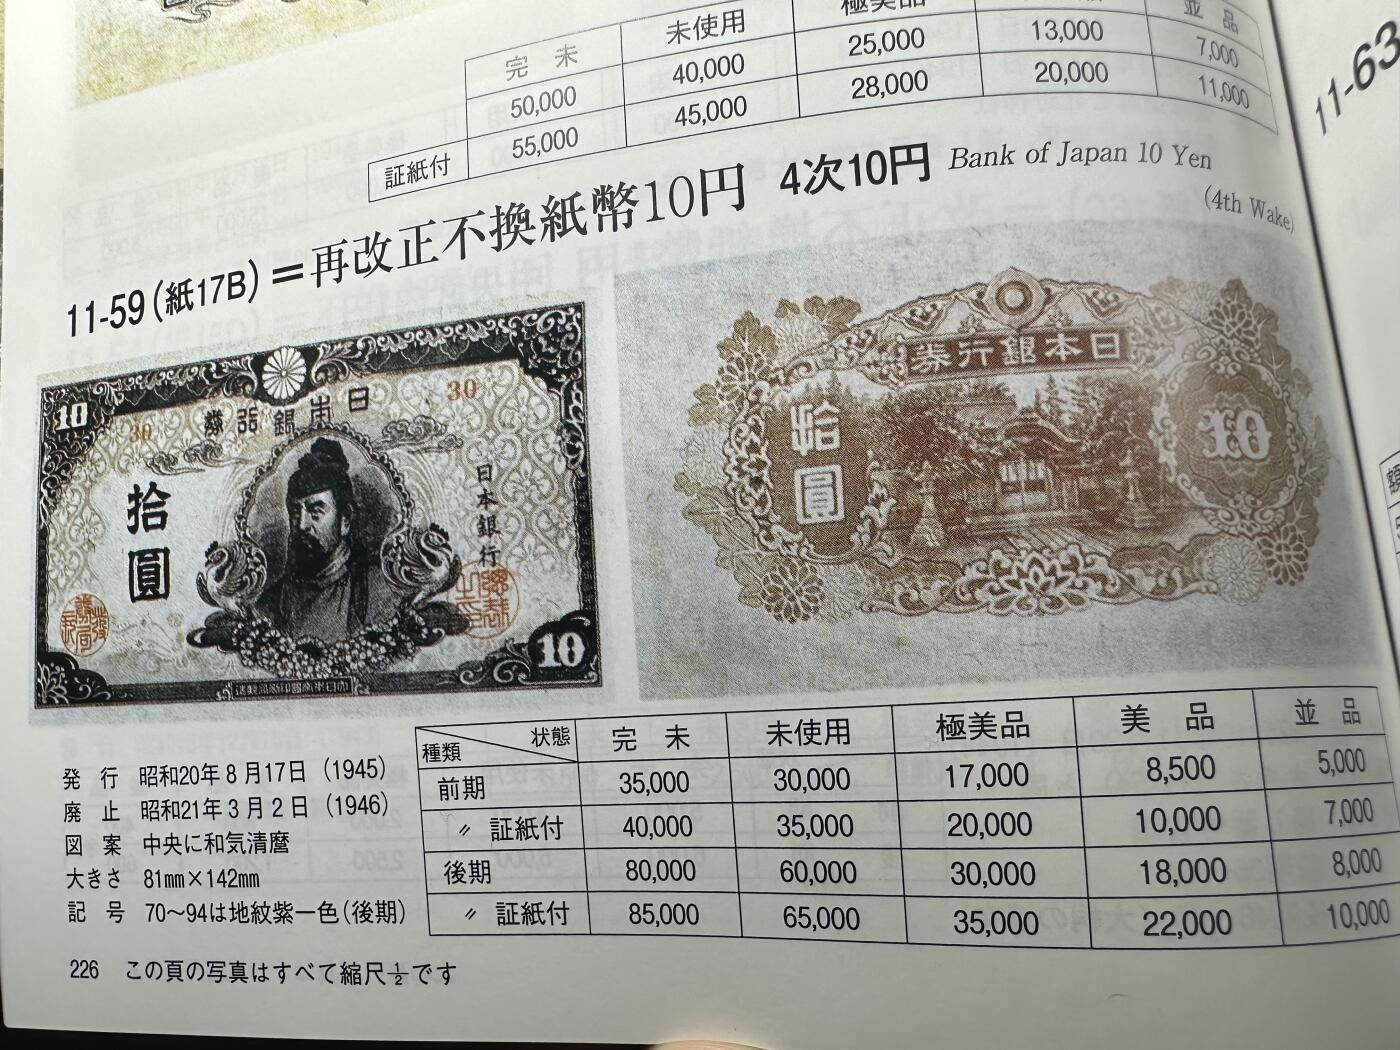 完 未 未使用 極美品 並 品
50,000 40,000 25,000 13,000 7,000
証紙付 55,000 45,000 28,000 20,000 11,000
11-59(紙17B)=再改正不換紙幣10円 4次10円 Bank of Japan 10 Yen
(4th Wake)
11-63
10
30
30
券行銀本日
拾圓
日本銀行
10
券行銀本日
拾圓
10
発 行 昭和20年8月17日(1945)
廃 止 昭和21年3月2日(1946)
図 案 中央に和気清麿
大きさ 81mm×142mm
記 号 70~94は地紋紫一色(後期)
種類 状態 完 未 未使用 極美品 美 品 並 品
前期 35,000 30,000 17,000 8,500 5,000
〃 証紙付 40,000 35,000 20,000 10,000 7,000
後期 80,000 60,000 30,000 18,000 8,000
〃 証紙付 85,000 65,000 35,000 22,000 10,000
226 この頁の写真はすべて縮尺1/2です